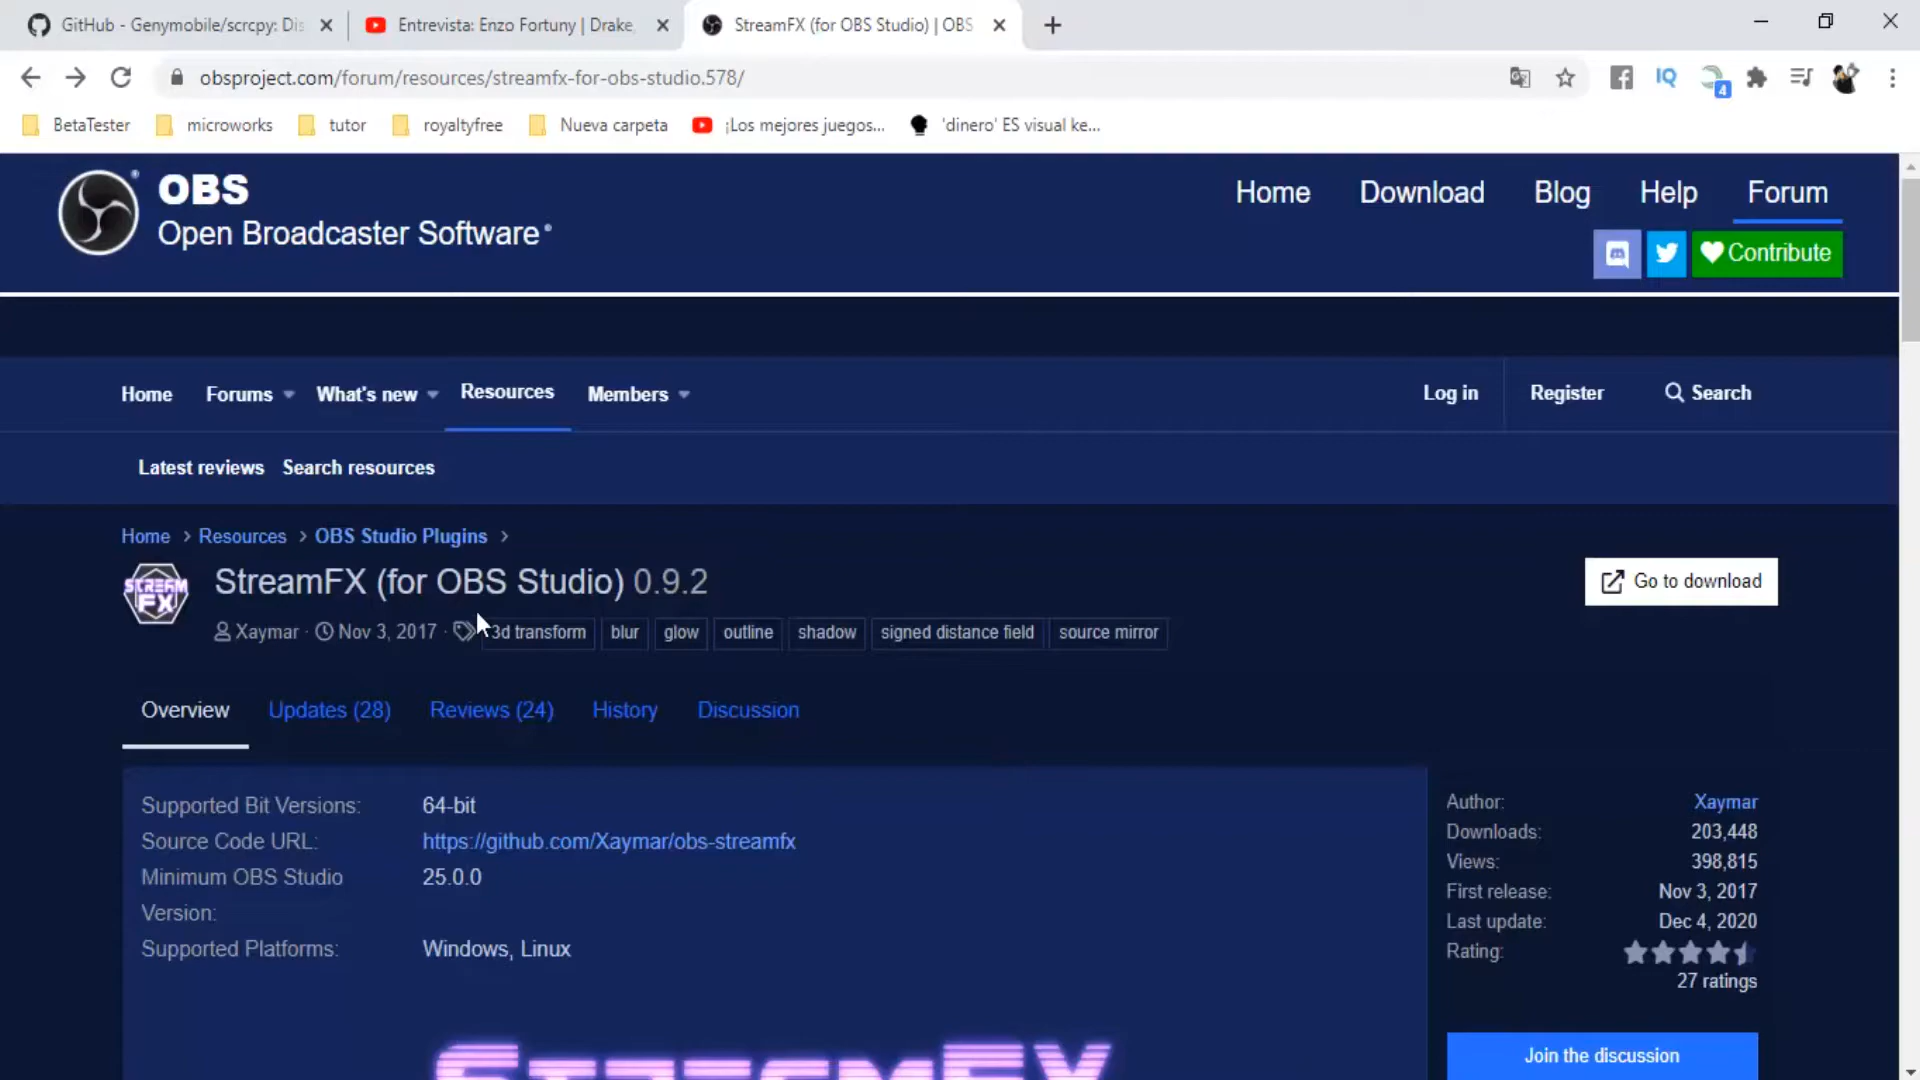 GitHub - Genymobile/scrcpy: Dis
Entrevista: Enzo Fortuny | Drake,
StreamFX (for OBS Studio) | OBS
obsproject.com/forum/resources/streamfx-for-obs-studio.578/
IQ
4
BetaTester
microworks
tutor
royaltyfree
Nueva carpeta
¡Los mejores juegos...
'dinero' ES visual ke...
OBS
Open Broadcaster Software
Home
Download
Blog
Help
Forum
Contribute
Home
Forums
What's new
Resources
Members
Log in
Register
Search
Latest reviews
Search resources
Home > Resources > OBS Studio Plugins >
STREAM
FX
StreamFX (for OBS Studio) 0.9.2
Go to download
Xaymar · Nov 3, 2017 ·
3d transform
blur
glow
outline
shadow
signed distance field
source mirror
Overview
Updates (28)
Reviews (24)
History
Discussion
Supported Bit Versions: 64-bit
Source Code URL: https://github.com/Xaymar/obs-streamfx
Minimum OBS Studio 25.0.0
Version:
Supported Platforms: Windows, Linux
Author: Xaymar
Downloads: 203,448
Views: 398,815
First release: Nov 3, 2017
Last update: Dec 4, 2020
Rating:
27 ratings
Join the discussion
StreamFX